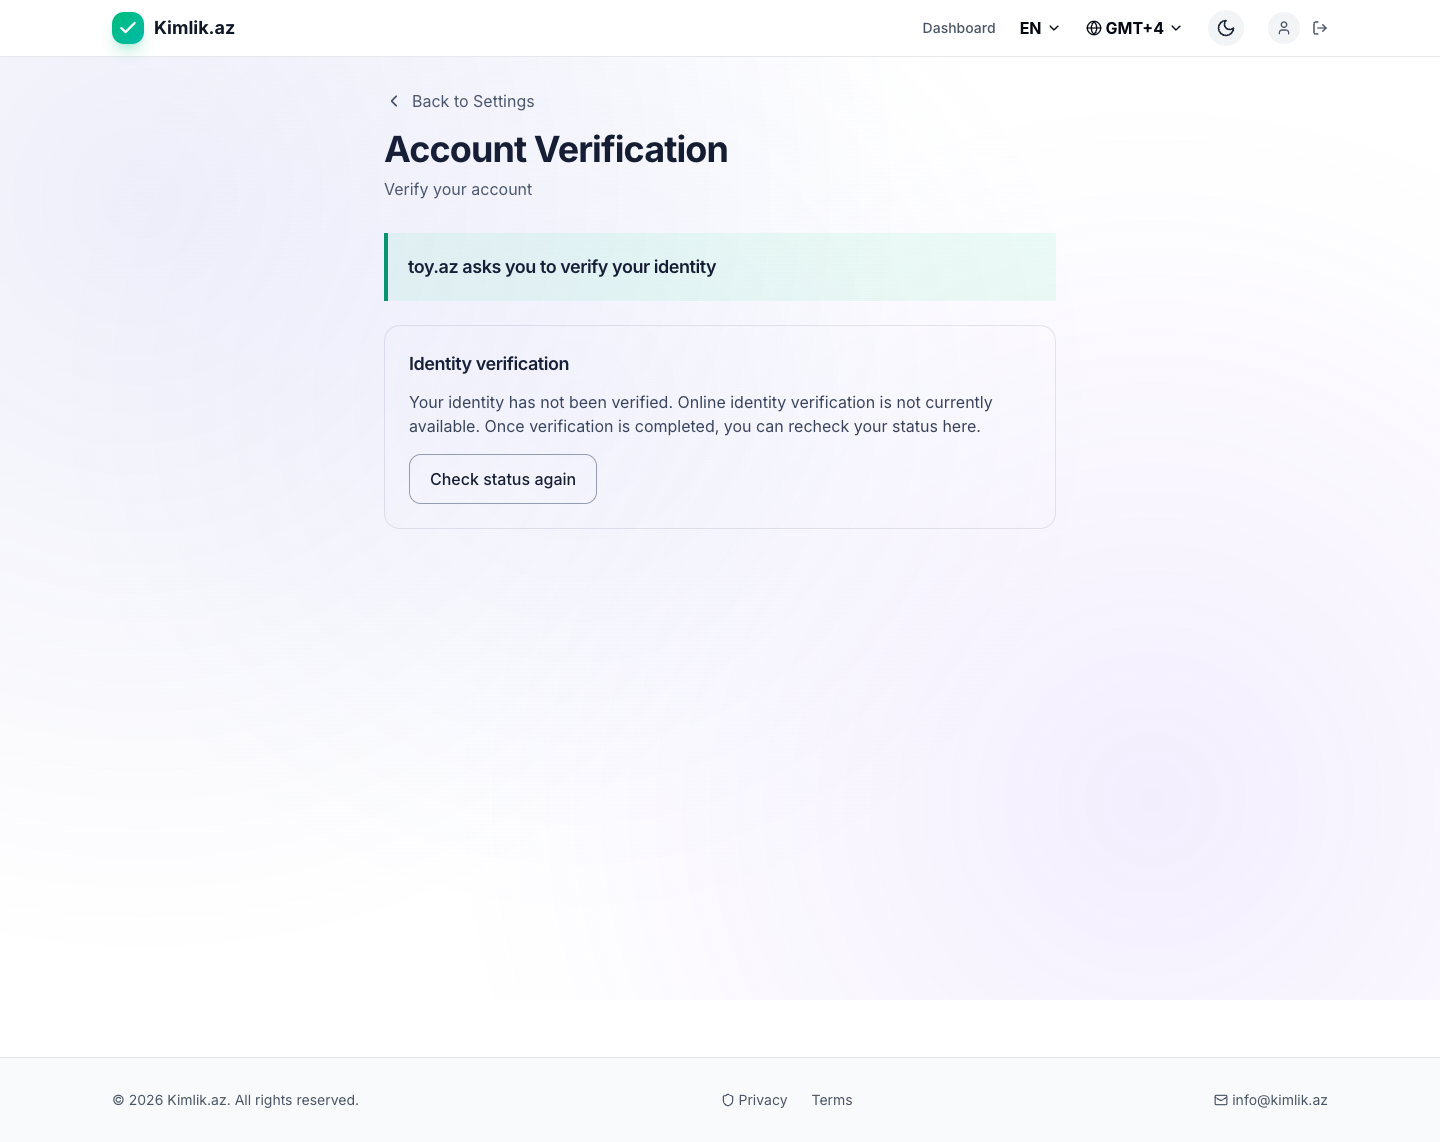 Kimlik.az
Dashboard
EN
GMT+4
Back to Settings
Account Verification
Verify your account
toy.az asks you to verify your identity
Identity verification
Your identity has not been verified. Online identity verification is not currently
available. Once verification is completed, you can recheck your status here.
Check status again
© 2026 Kimlik.az. All rights reserved.
Privacy
Terms
info@kimlik.az